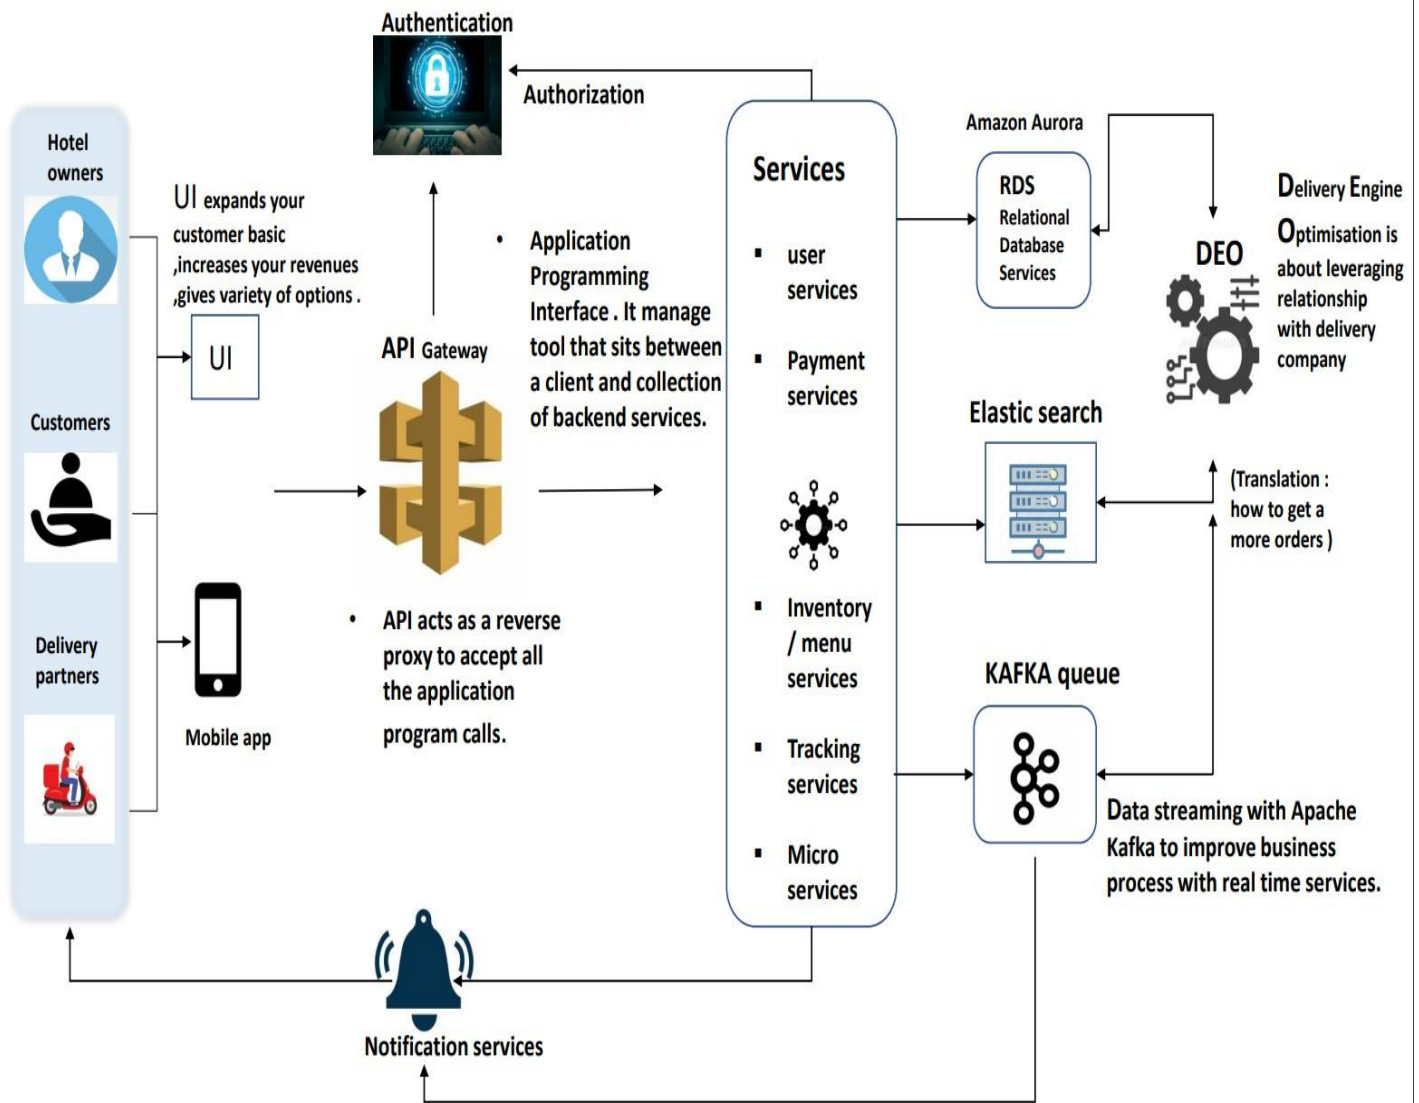 Authentication
Authorization
Hotel
owners
UI expands your
customer basic
,increases your revenues
,gives variety of options .
UI
Customers
Delivery
partners
Mobile app
API Gateway
• Application
Programming
Interface . It manage
tool that sits between
a client and collection
of backend services.
• API acts as a reverse
proxy to accept all
the application
program calls.
Services
▪ user
services
▪ Payment
services
▪ Inventory
/ menu
services
▪ Tracking
services
▪ Micro
services
Amazon Aurora
RDS
Relational
Database
Services
DEO
Delivery Engine
Optimisation is
about leveraging
relationship
with delivery
company
Elastic search
(Translation :
how to get a
more orders )
KAFKA queue
Data streaming with Apache
Kafka to improve business
process with real time services.
Notification services